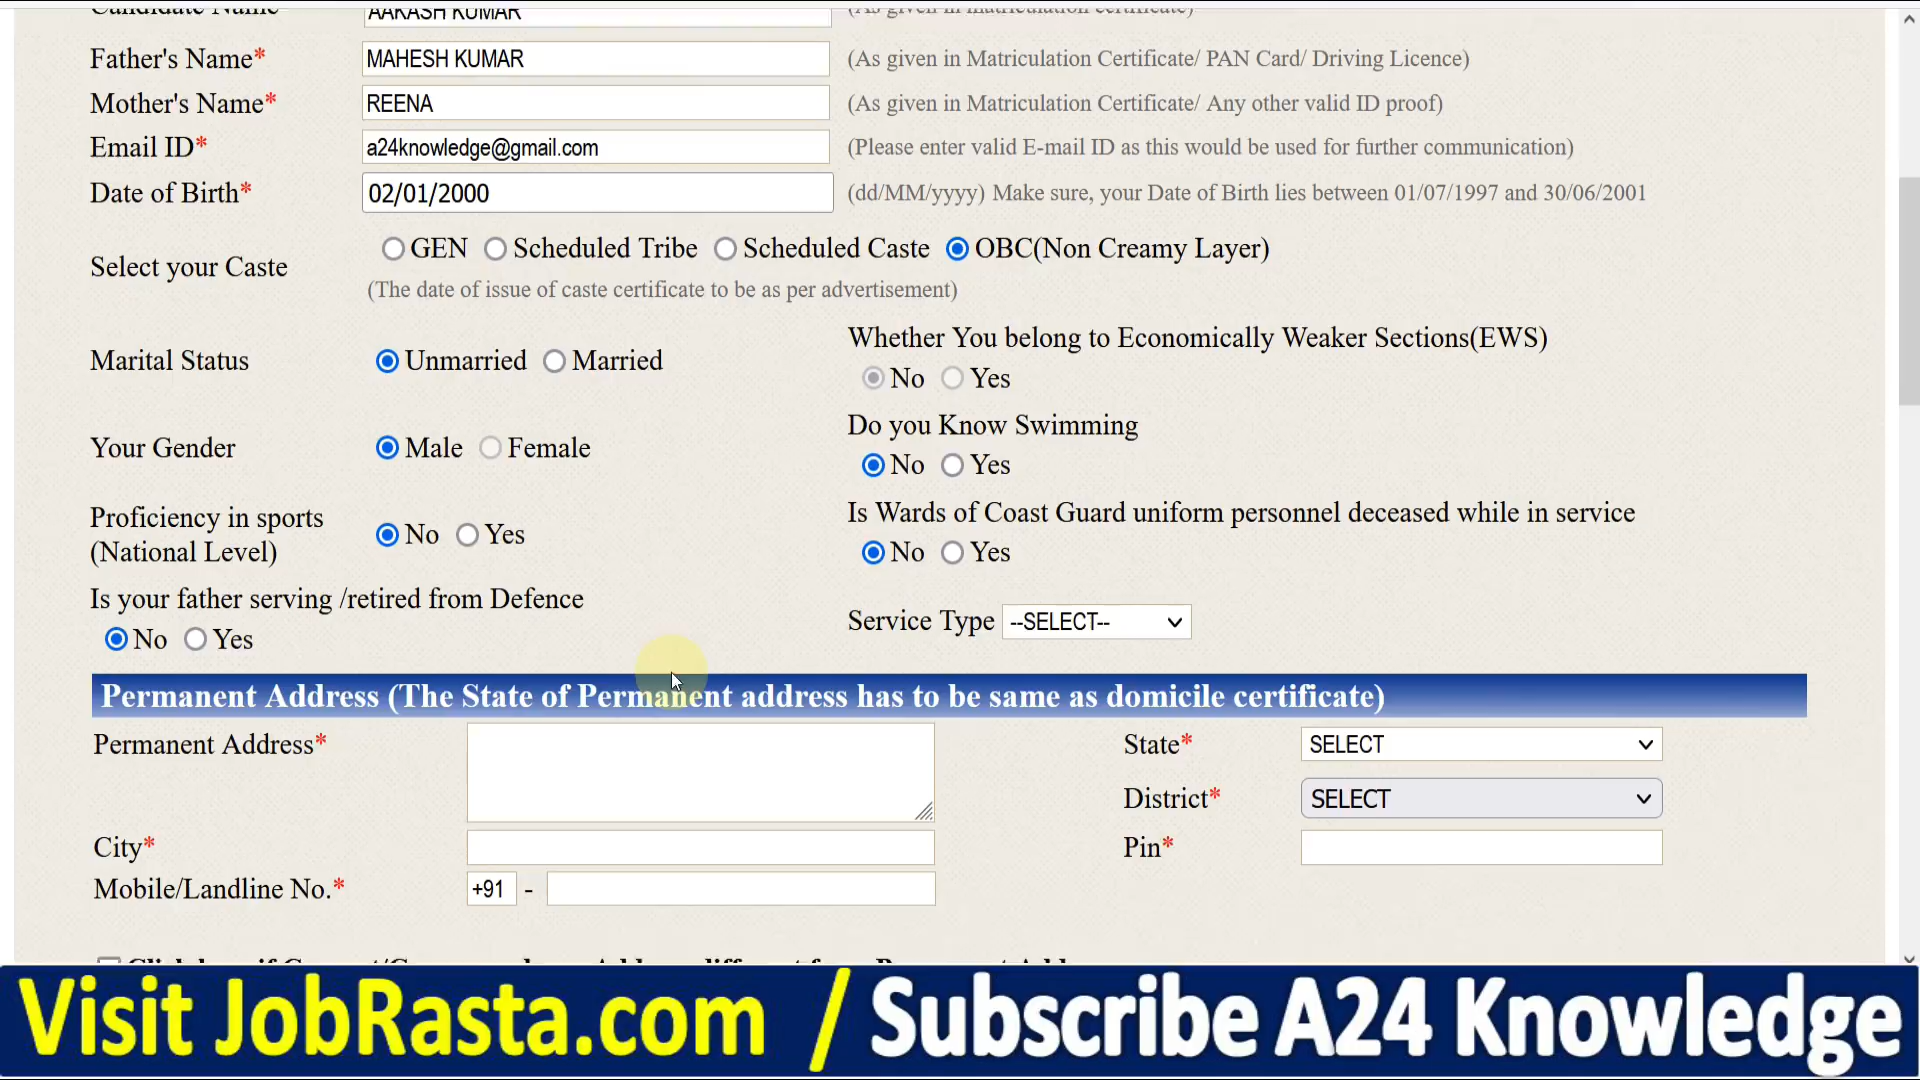 Candidate Name AAKASH KUMAR (As given in matriculation certificate)
Father's Name* MAHESH KUMAR (As given in Matriculation Certificate/ PAN Card/ Driving Licence)
Mother's Name* REENA (As given in Matriculation Certificate/ Any other valid ID proof)
Email ID* a24knowledge@gmail.com (Please enter valid E-mail ID as this would be used for further communication)
Date of Birth* 02/01/2000 (dd/MM/yyyy) Make sure, your Date of Birth lies between 01/07/1997 and 30/06/2001
Select your Caste GEN Scheduled Tribe Scheduled Caste OBC(Non Creamy Layer)
(The date of issue of caste certificate to be as per advertisement)
Marital Status Unmarried Married
Whether You belong to Economically Weaker Sections(EWS)
No Yes
Your Gender Male Female
Do you Know Swimming
No Yes
Proficiency in sports
(National Level)
No Yes
Is Wards of Coast Guard uniform personnel deceased while in service
No Yes
Is your father serving /retired from Defence
No Yes
Service Type --SELECT--
Permanent Address (The State of Permanent address has to be same as domicile certificate)
Permanent Address*
State* SELECT
District* SELECT
City*
Pin*
Mobile/Landline No.* +91 -
Visit JobRasta.com / Subscribe A24 Knowledge